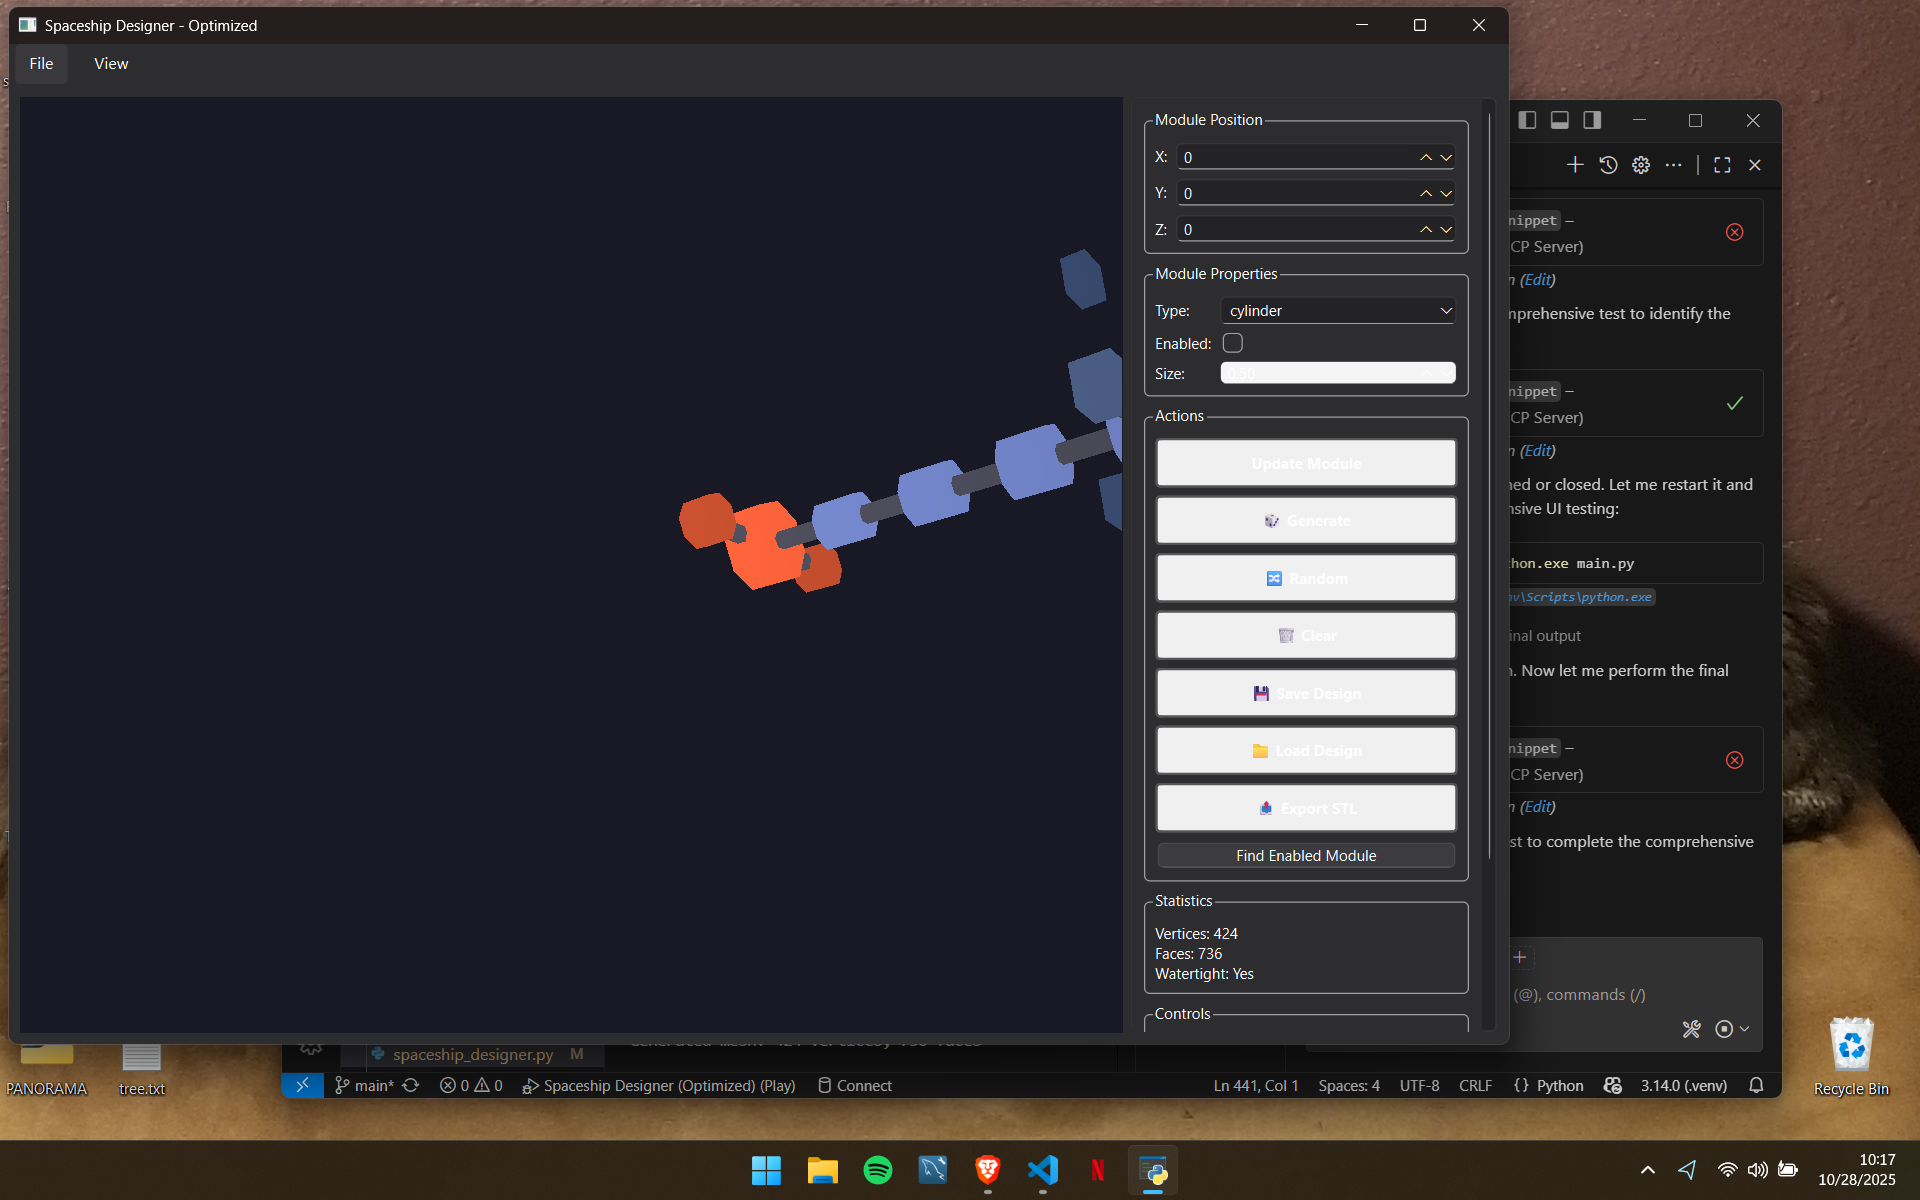 Spaceship Designer - Optimized
File
View
Module Position
X: 0
Y: 0
Z: 0
Module Properties
Type: cylinder
Enabled:
Size: 0.50
Actions
Update Module
Generate
Random
Clear
Save Design
Load Design
Export STL
Find Enabled Module
Statistics
Vertices: 424
Faces: 736
Watertight: Yes
Controls
nippet —
CP Server)
(Edit)
mprehensive test to identify the
nippet —
CP Server)
(Edit)
ned or closed. Let me restart it and
nsive UI testing:
thon.exe main.py
nv\Scripts\python.exe
inal output
. Now let me perform the final
nippet —
CP Server)
(Edit)
st to complete the comprehensive
(@), commands (/)
spaceship_designer.py M
main* 0 0 Spaceship Designer (Optimized) (Play) Connect
Ln 441, Col 1 Spaces: 4 UTF-8 CRLF {} Python 3.14.0 (.venv)
PANORAMA
tree.txt
Recycle Bin
10:17
10/28/2025